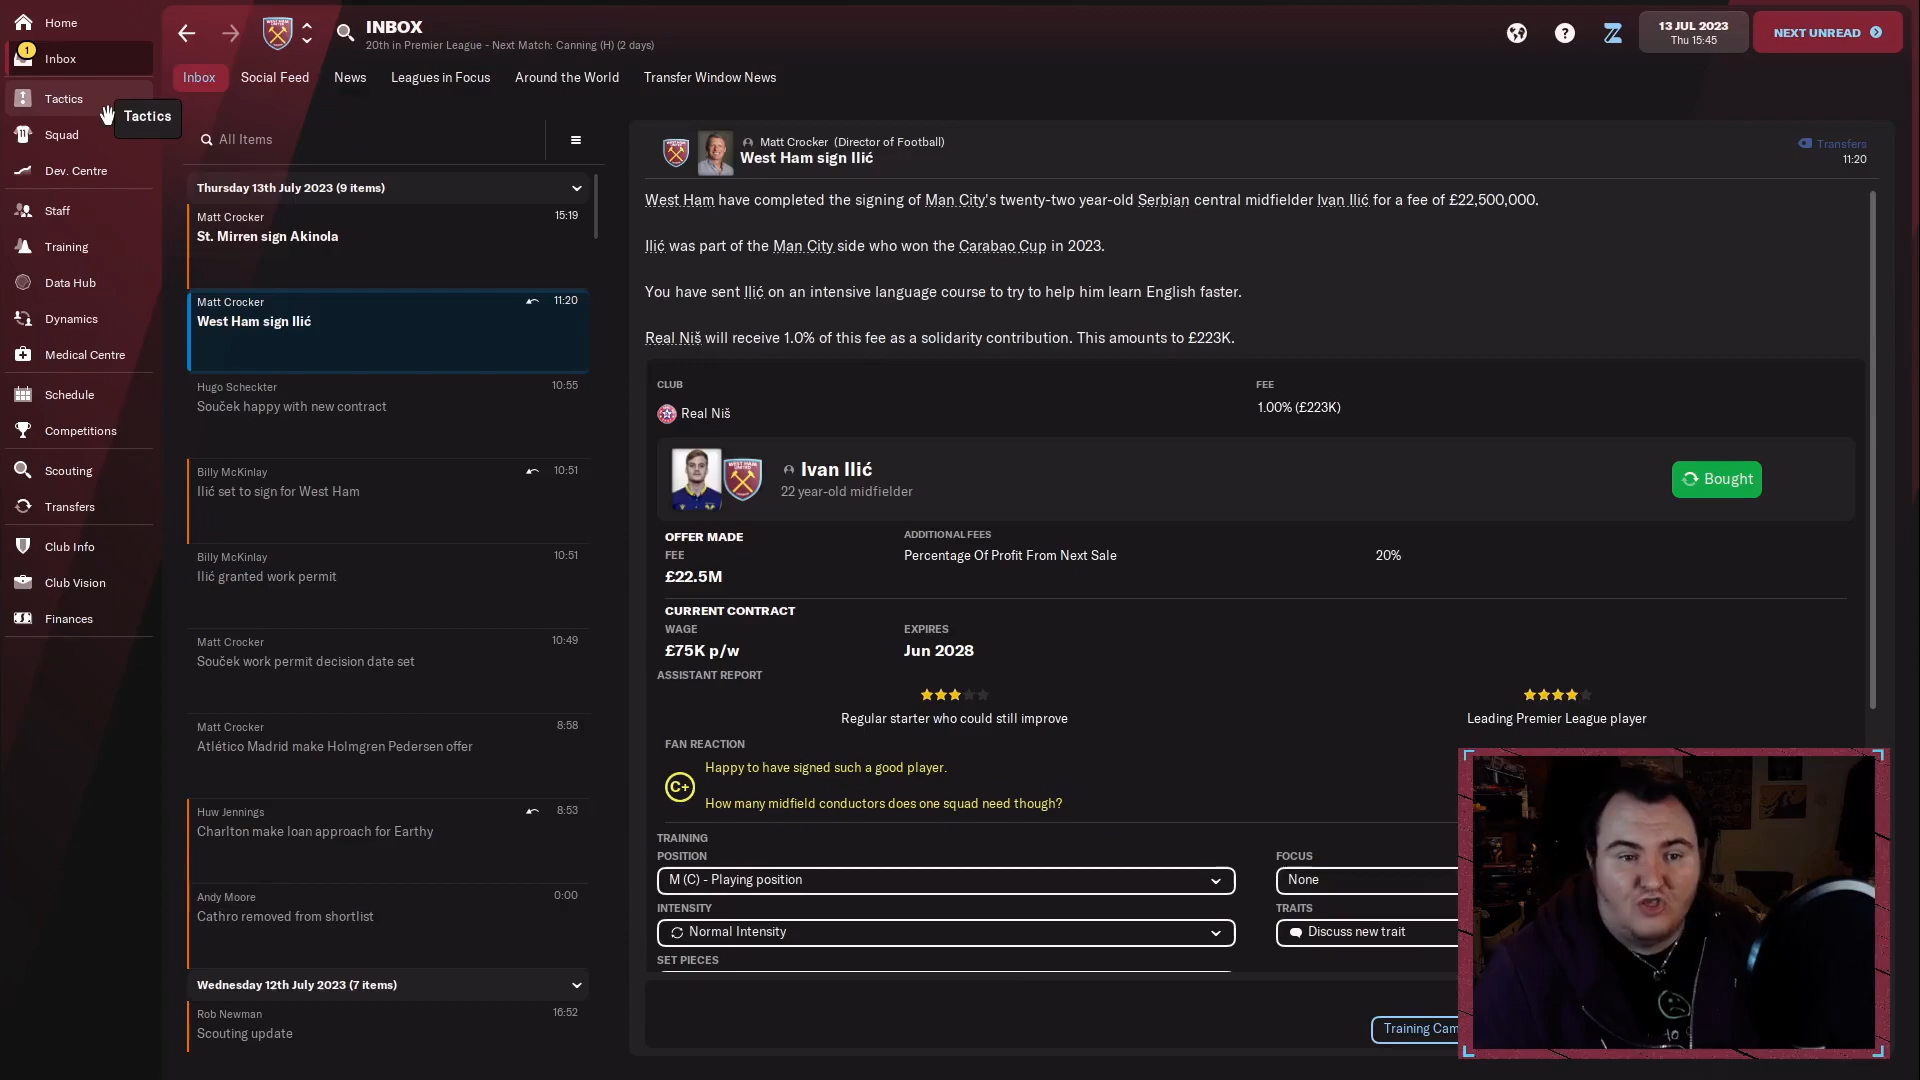 Home
1
Inbox
Tactics
Tactics
Squad
Dev. Centre
Staff
Training
Data Hub
Dynamics
Medical Centre
Schedule
Competitions
Scouting
Transfers
Club Info
Club Vision
Finances
INBOX
20th in Premier League - Next Match: Canning (H) (2 days)
13 JUL 2023
Thu 15:45
NEXT UNREAD
Inbox Social Feed News Leagues in Focus Around the World Transfer Window News
All Items
Thursday 13th July 2023 (9 items)
Matt Crocker 15:19
St. Mirren sign Akinola
Matt Crocker 11:20
West Ham sign Ilić
Hugo Scheckter 10:55
Souček happy with new contract
Billy McKinlay 10:51
Ilić set to sign for West Ham
Billy McKinlay 10:51
Ilić granted work permit
Matt Crocker 10:49
Souček work permit decision date set
Matt Crocker 8:58
Atlético Madrid make Holmgren Pedersen offer
Huw Jennings 8:53
Charlton make loan approach for Earthy
Andy Moore 0:00
Cathro removed from shortlist
Wednesday 12th July 2023 (7 items)
Rob Newman 16:52
Scouting update
Matt Crocker (Director of Football)
West Ham sign Ilić
Transfers
11:20
West Ham have completed the signing of Man City's twenty-two year-old Serbian central midfielder Ivan Ilić for a fee of £22,500,000.
Ilić was part of the Man City side who won the Carabao Cup in 2023.
You have sent Ilić on an intensive language course to try to help him learn English faster.
Real Niš will receive 1.0% of this fee as a solidarity contribution. This amounts to £223K.
CLUB FEE
Real Niš 1.00% (£223K)
Ivan Ilić
22 year-old midfielder
Bought
OFFER MADE ADDITIONAL FEES
FEE Percentage Of Profit From Next Sale 20%
£22.5M
CURRENT CONTRACT
WAGE EXPIRES
£75K p/w Jun 2028
ASSISTANT REPORT
Regular starter who could still improve Leading Premier League player
FAN REACTION
C+
Happy to have signed such a good player.
How many midfield conductors does one squad need though?
TRAINING
POSITION FOCUS
M (C) - Playing position None
INTENSITY TRAITS
Normal Intensity Discuss new trait
SET PIECES
Training Cam